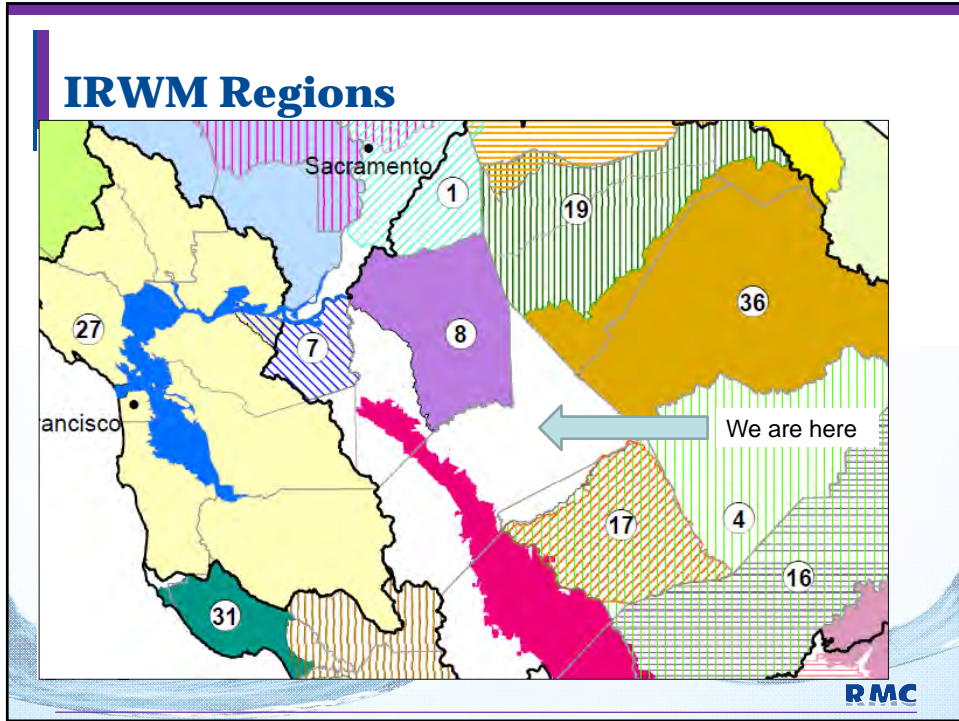 IRWM Regions
Sacramento
1
19
36
27
7
8
rancisco
We are here
17
4
16
31
RMC